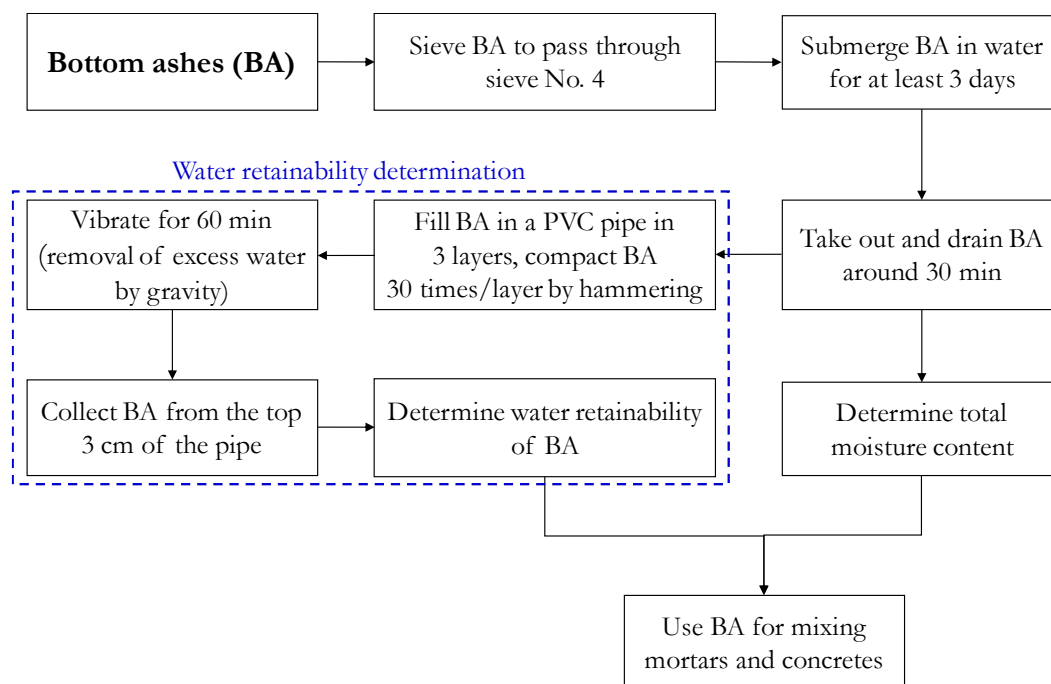 Bottom ashes (BA)
Sieve BA to pass through
sieve No. 4
Submerge BA in water
for at least 3 days
Water retainability determination
Vibrate for 60 min
(removal of excess water
by gravity)
Fill BA in a PVC pipe in
3 layers, compact BA
30 times/layer by hammering
Take out and drain BA
around 30 min
Collect BA from the top
3 cm of the pipe
Determine water retainability
of BA
Determine total
moisture content
Use BA for mixing
mortars and concretes